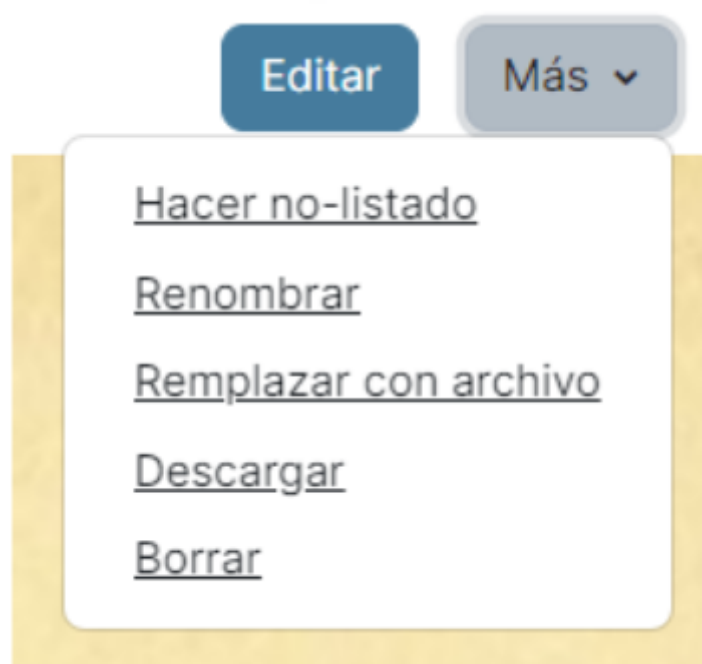 Editar
Más
Hacer no-listado
Renombrar
Remplazar con archivo
Descargar
Borrar